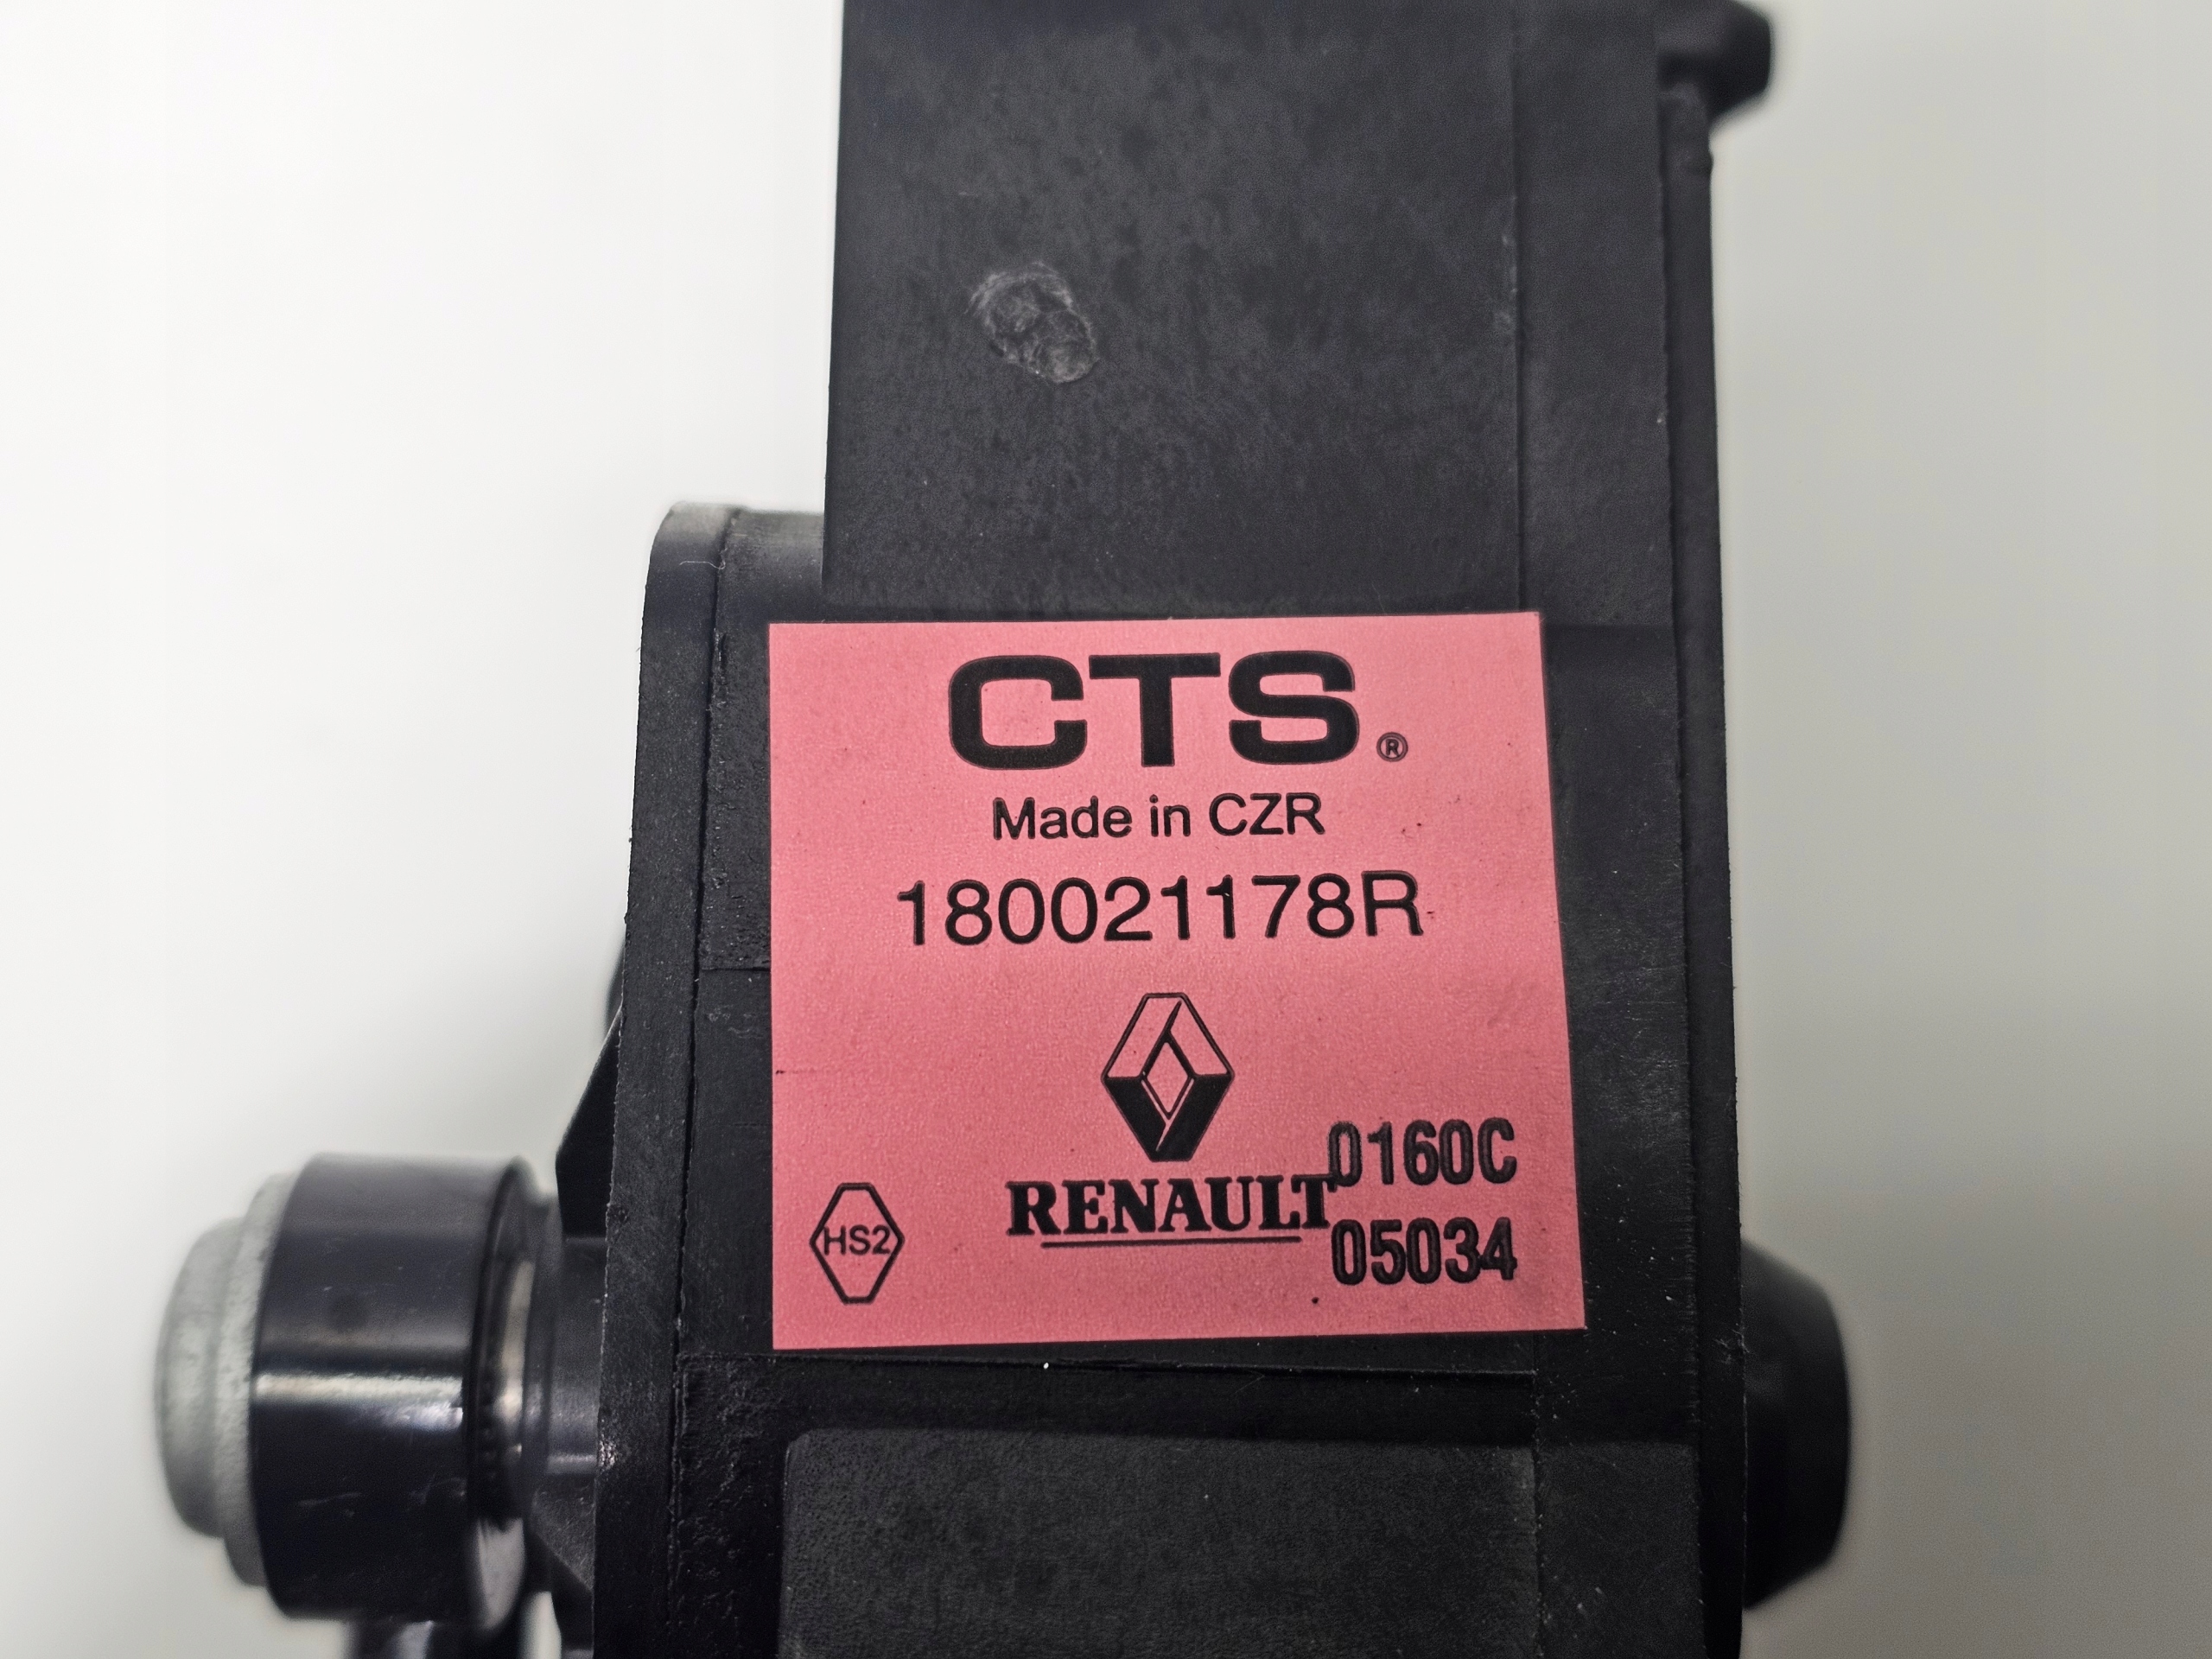 CTS®
Made in CZR
180021178R
0160C
RENAULT
HS2
05034